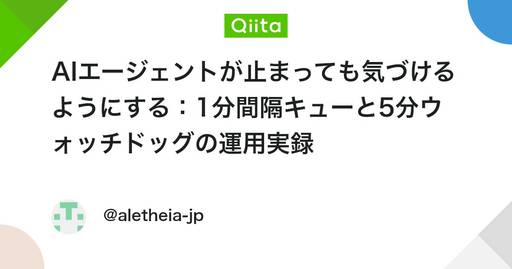 Qiita
AIエージェントが止まっても気づける
ようにする：1分間隔キューと5分ウ
ォッチドッグの運用実録
@aletheia-jp